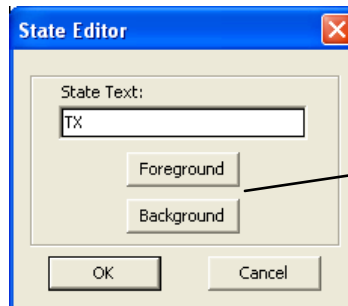 State Editor
State Text:
TX
Foreground
Background
OK Cancel